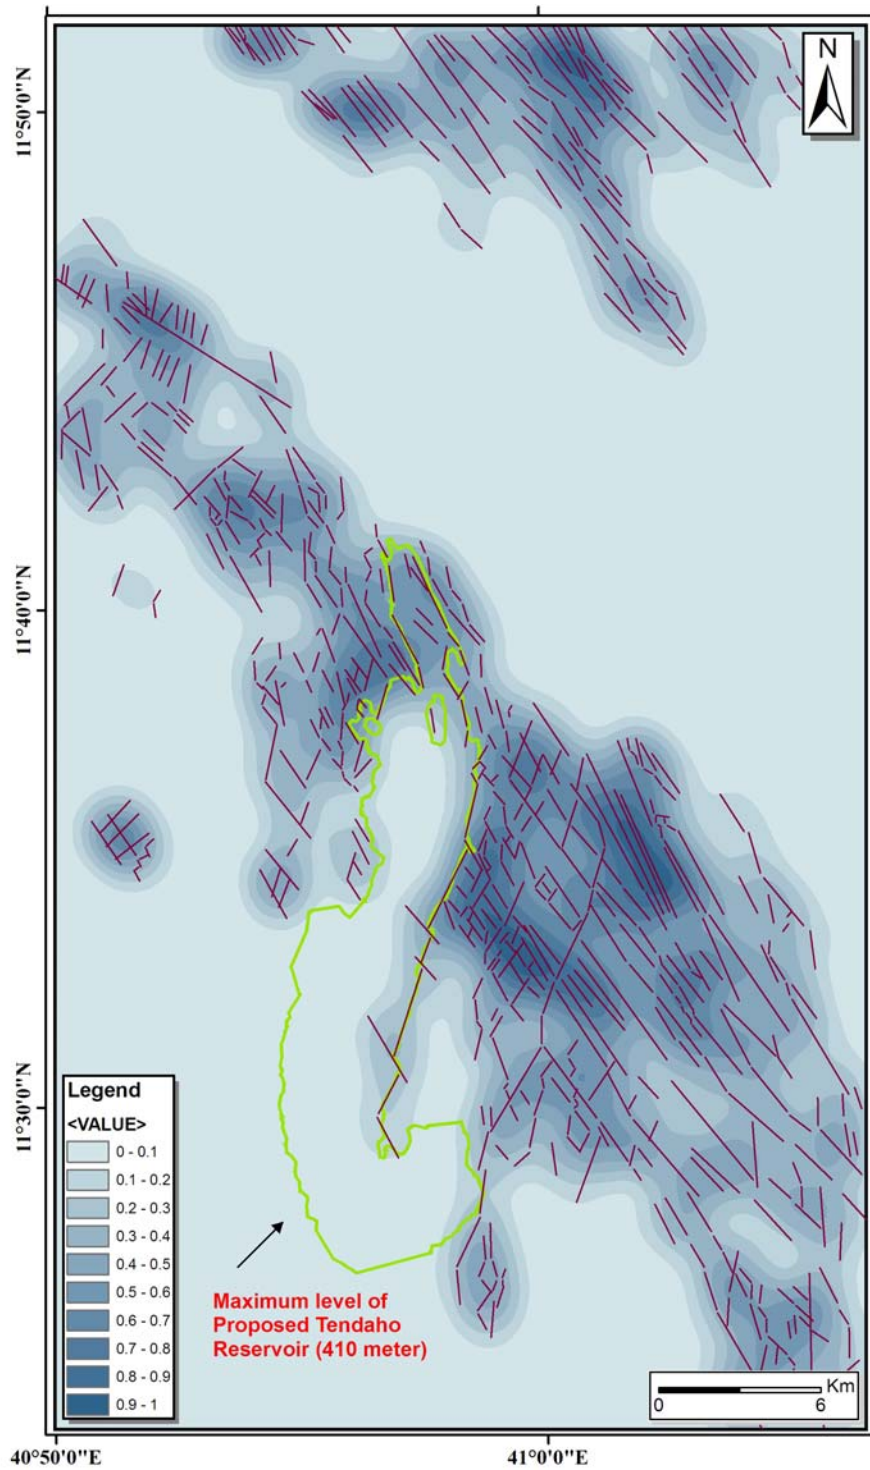 N
11°50'0"N
11°40'0"N
11°30'0"N
Legend
<VALUE>
0 - 0.1
0.1 - 0.2
0.2 - 0.3
0.3 - 0.4
0.4 - 0.5
0.5 - 0.6
0.6 - 0.7
0.7 - 0.8
0.8 - 0.9
0.9 - 1
Maximum level of
Proposed Tendaho
Reservoir (410 meter)
Km
0 6
40°50'0"E 41°0'0"E